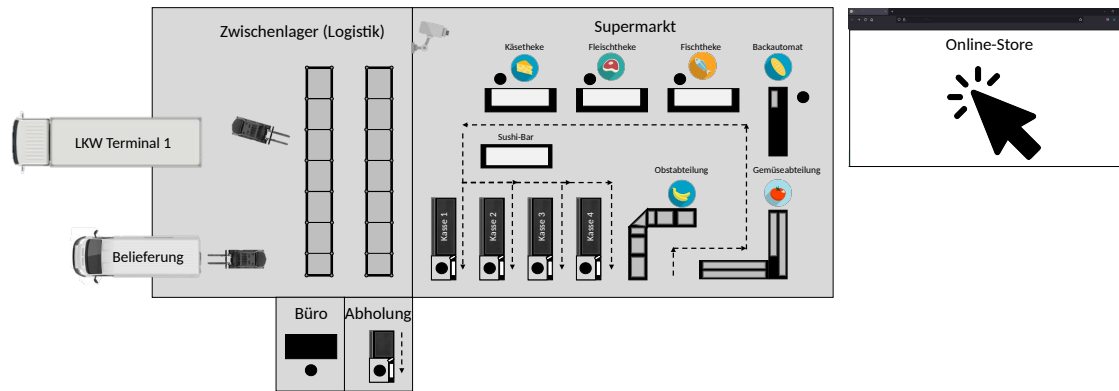 Zwischenlager (Logistik)
Supermarkt
Online-Store
Käsetheke
Fleischtheke
Fischtheke
Backautomat
LKW Terminal 1
Sushi-Bar
Obstabteilung
Gemüseabteilung
Kasse 1
Kasse 2
Kasse 3
Kasse 4
Belieferung
Büro
Abholung